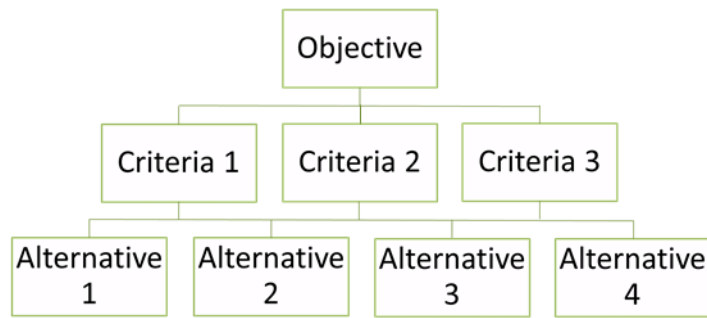 Objective
Criteria 1
Criteria 2
Criteria 3
Alternative
1
Alternative
2
Alternative
3
Alternative
4